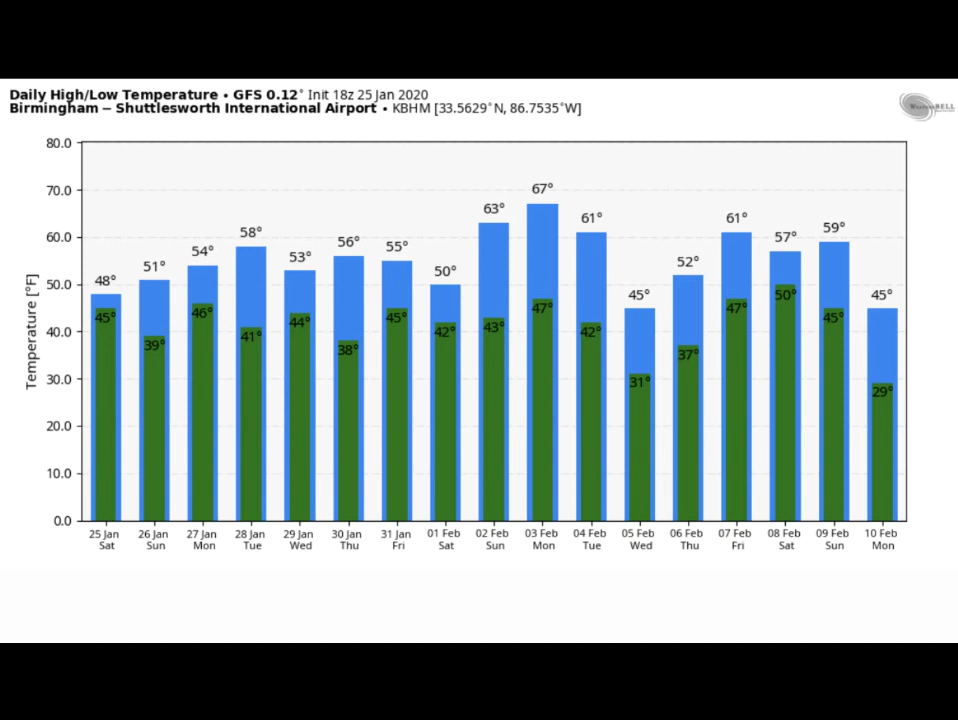 Daily High/Low Temperature • GFS 0.12° Init 18z 25 Jan 2020
Birmingham – Shuttlesworth International Airport • KBHM [33.5629°N, 86.7535°W]
WeatherBELL
80.0
70.0
60.0
50.0
40.0
30.0
20.0
10.0
0.0
Temperature [°F]
48° 51° 54° 58° 53° 56° 55° 50° 63° 67° 61° 45° 52° 61° 57° 59° 45°
45° 39° 46° 41° 44° 38° 45° 42° 43° 47° 42° 31° 37° 47° 50° 45° 29°
25 Jan 26 Jan 27 Jan 28 Jan 29 Jan 30 Jan 31 Jan 01 Feb 02 Feb 03 Feb 04 Feb 05 Feb 06 Feb 07 Feb 08 Feb 09 Feb 10 Feb
Sat Sun Mon Tue Wed Thu Fri Sat Sun Mon Tue Wed Thu Fri Sat Sun Mon